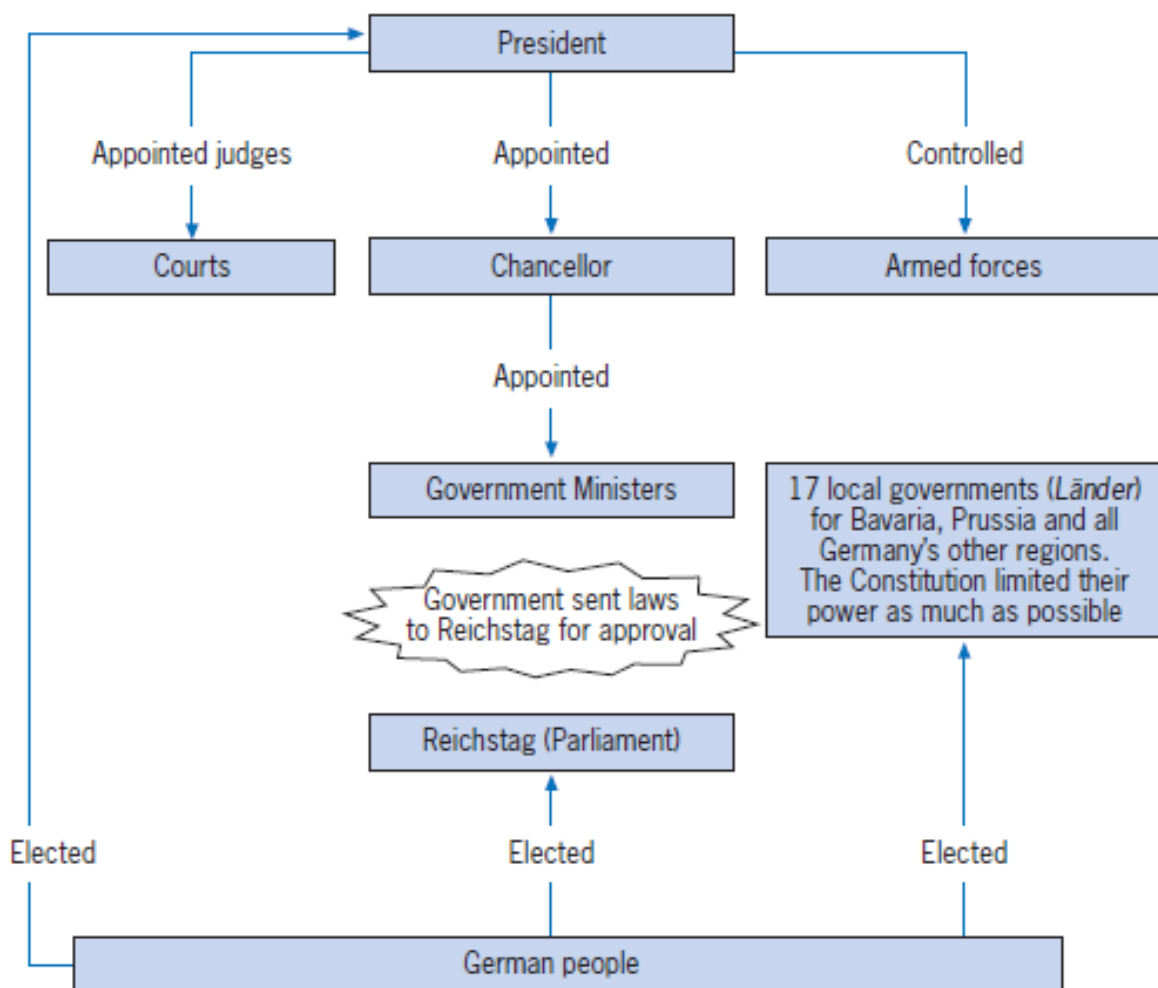 President
Appointed judges
Appointed
Controlled
Courts
Chancellor
Armed forces
Appointed
Government Ministers
17 local governments (Länder)
for Bavaria, Prussia and all
Germany's other regions.
The Constitution limited their
power as much as possible
Government sent laws
to Reichstag for approval
Reichstag (Parliament)
Elected
Elected
Elected
German people